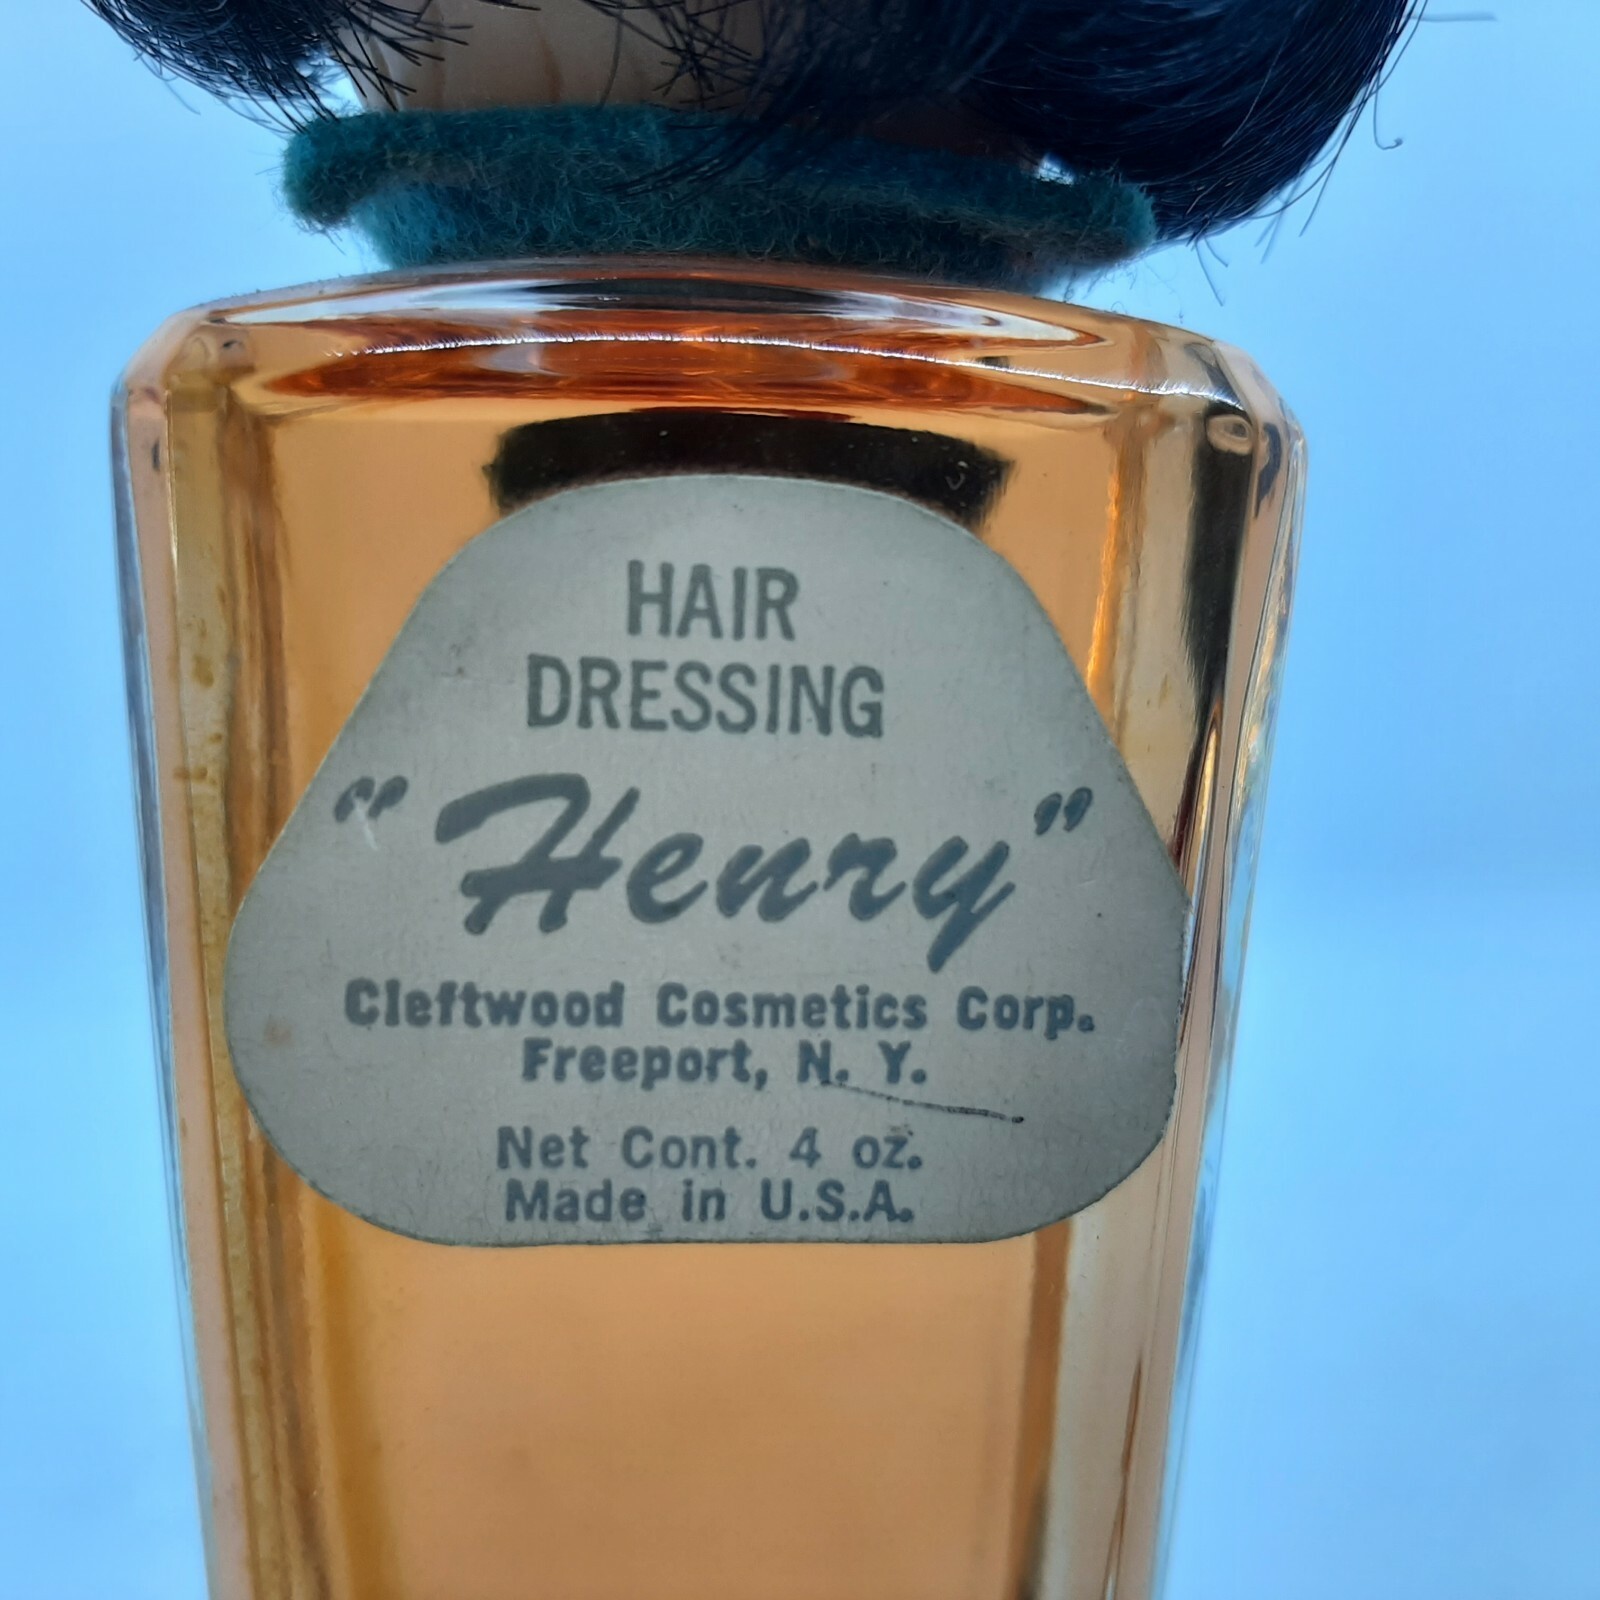 HAIR
DRESSING
"Henry"
Cleftwood Cosmetics Corp.
Freeport, N. Y.
Net Cont. 4 oz.
Made in U.S.A.